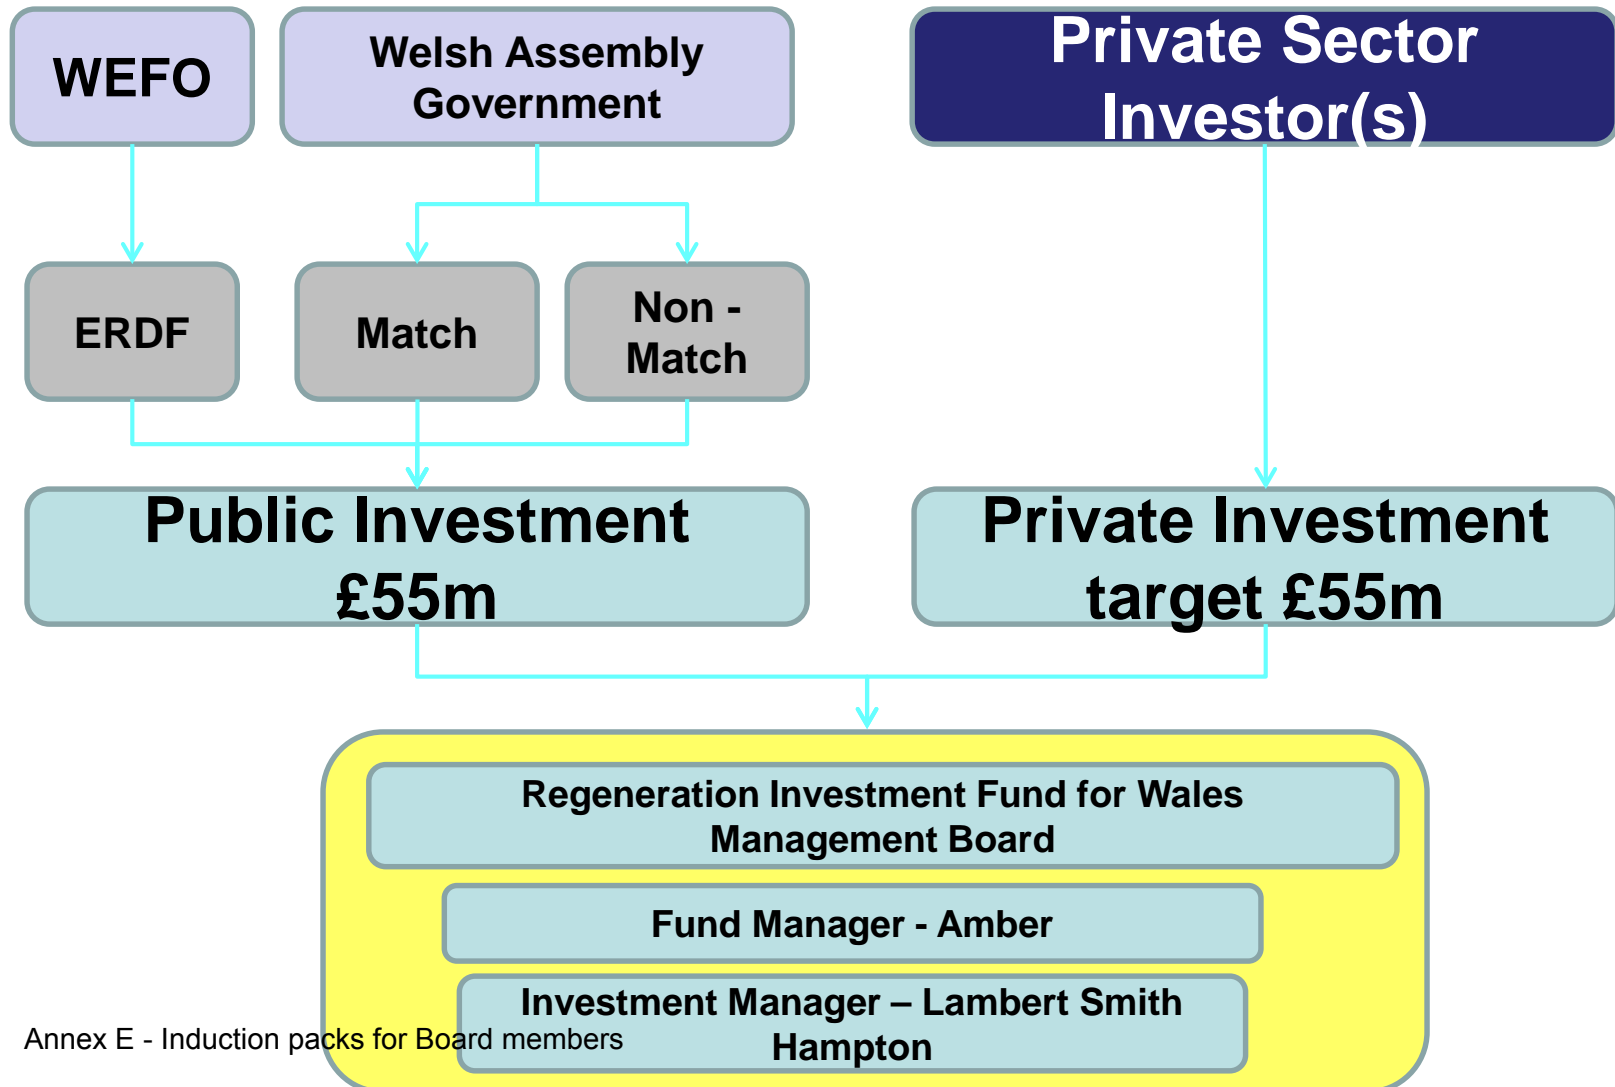 WEFO
Welsh Assembly
Government
Private Sector
Investor(s)
ERDF
Match
Non -
Match
Public Investment
£55m
Private Investment
target £55m
Regeneration Investment Fund for Wales
Management Board
Fund Manager - Amber
Investment Manager – Lambert Smith
Hampton
Annex E - Induction packs for Board members